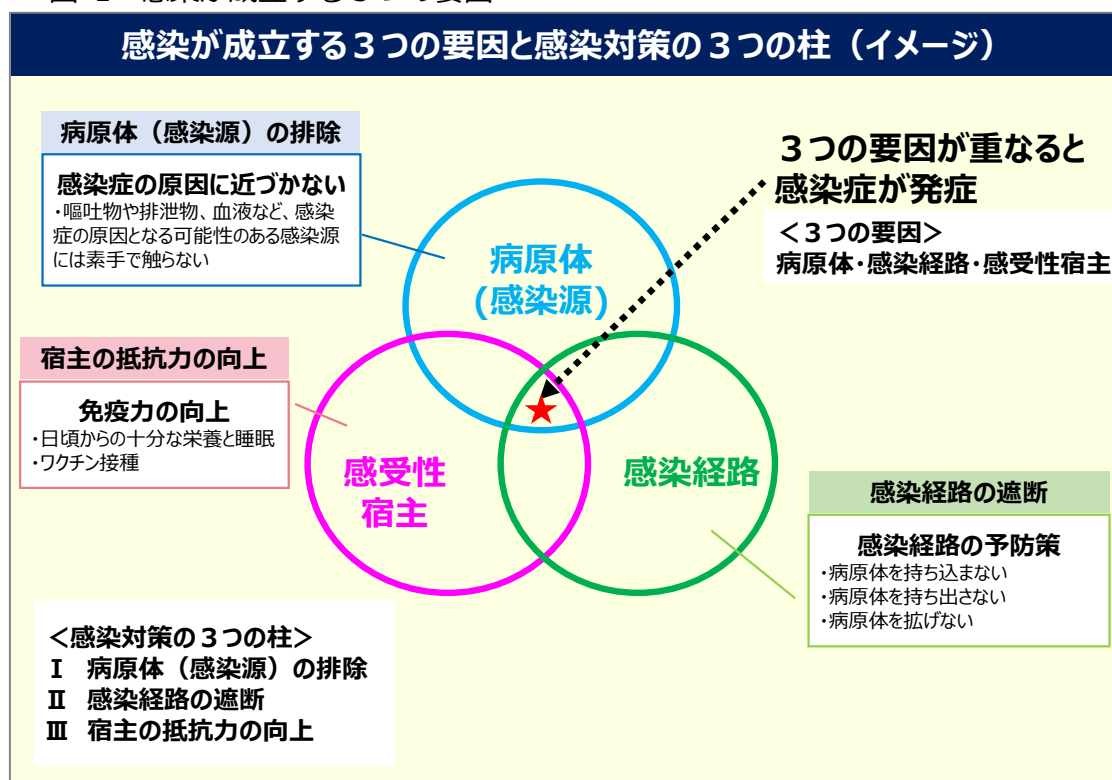 感染が成立する３つの要因と感染対策の３つの柱（イメージ）
病原体（感染源）の排除
感染症の原因に近づかない
・嘔吐物や排泄物、血液など、感染
症の原因となる可能性のある感染源
には素手で触らない
３つの要因が重なると
感染症が発症
＜３つの要因＞
病原体・感染経路・感受性宿主
病原体
(感染源)
宿主の抵抗力の向上
免疫力の向上
・日頃からの十分な栄養と睡眠
・ワクチン接種
感受性
宿主
感染経路
感染経路の遮断
感染経路の予防策
・病原体を持ち込まない
・病原体を持ち出さない
・病原体を拡げない
＜感染対策の３つの柱＞
Ⅰ 病原体（感染源）の排除
Ⅱ 感染経路の遮断
Ⅲ 宿主の抵抗力の向上